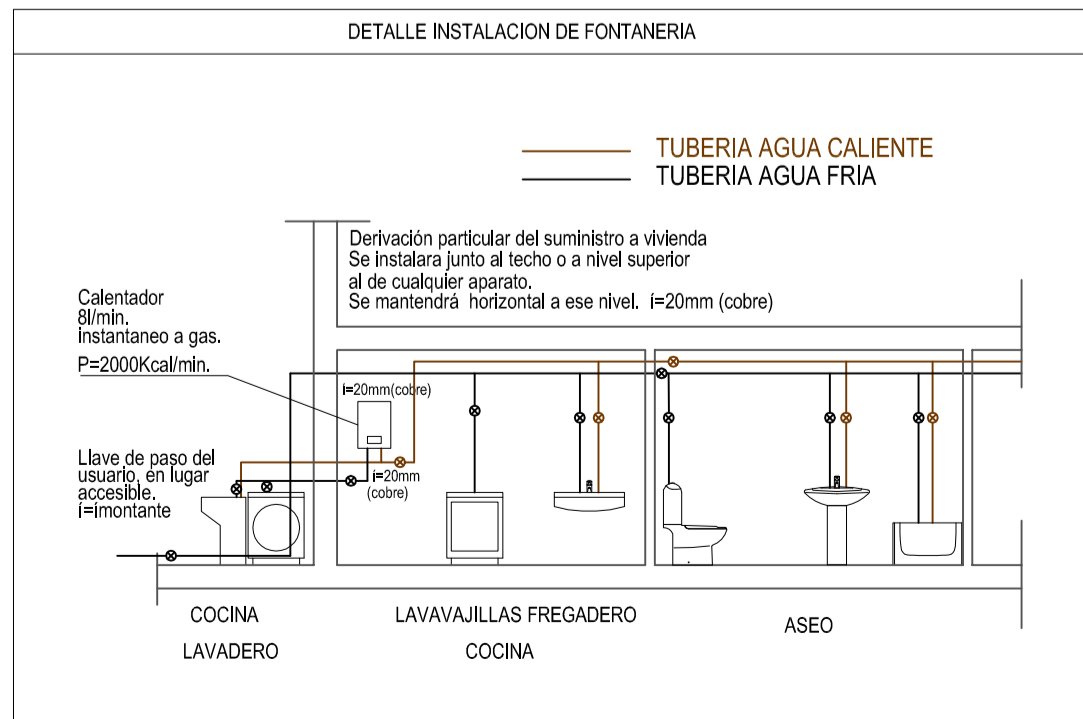 DETALLE INSTALACION DE FONTANERIA
TUBERIA AGUA CALIENTE
TUBERIA AGUA FRIA
Derivación particular del suministro a vivienda
Se instalara junto al techo o a nivel superior
al de cualquier aparato.
Se mantendrá horizontal a ese nivel. í=20mm (cobre)
Calentador
8l/min.
instantaneo a gas.
P=2000Kcal/min.
í=20mm(cobre)
Llave de paso del
usuario, en lugar
accesible.
í=ímontante
í=20mm
(cobre)
COCINA
LAVADERO
LAVAVAJILLAS FREGADERO
COCINA
ASEO